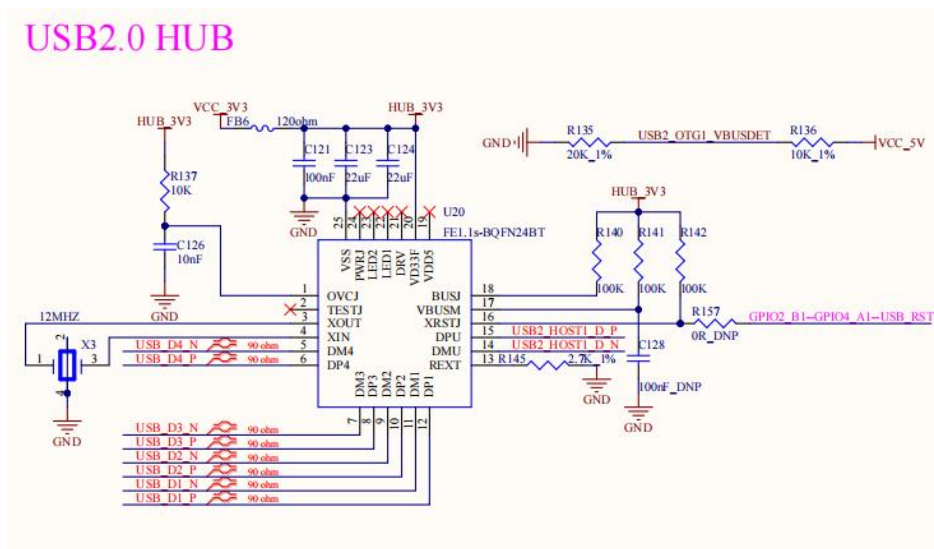 USB2.0 HUB
VCC_3V3
HUB_3V3
FB6
120ohm
HUB_3V3
R137
10K
C121
C123
C124
100nF
22uF
22uF
GND
C126
10nF
GND
GND
R135
20K_1%
USB2_OTG1_VBUSDET
R136
10K_1%
VCC_5V
HUB_3V3
R140
R141
R142
100K
100K
100K
U20
FE1.1s-BQFN24BT
25
24
23
22
21
20
19
VSS
PWRJ
LED2
LED1
DRV
VD33F
VDD5
1
OVCJ
2
TESTJ
3
XOUT
4
XIN
5
DM4
6
DP4
BUSJ
18
VBUSM
17
XRSTJ
16
DPU
15
DMU
14
REXT
13
DM3
DP3
DM2
DP2
DM1
DP1
7
8
9
10
11
12
12MHZ
X3
2
1
3
4
GND
USB_D4_N
90 ohm
USB_D4_P
90 ohm
USB2_HOST1_D_P
USB2_HOST1_D_N
R145
2.7K_1%
GND
C128
100nF_DNP
GND
R157
0R_DNP
GPIO2_B1--GPIO4_A1--USB_RST
USB_D3_N
90 ohm
USB_D3_P
90 ohm
USB_D2_N
90 ohm
USB_D2_P
90 ohm
USB_D1_N
90 ohm
USB_D1_P
90 ohm